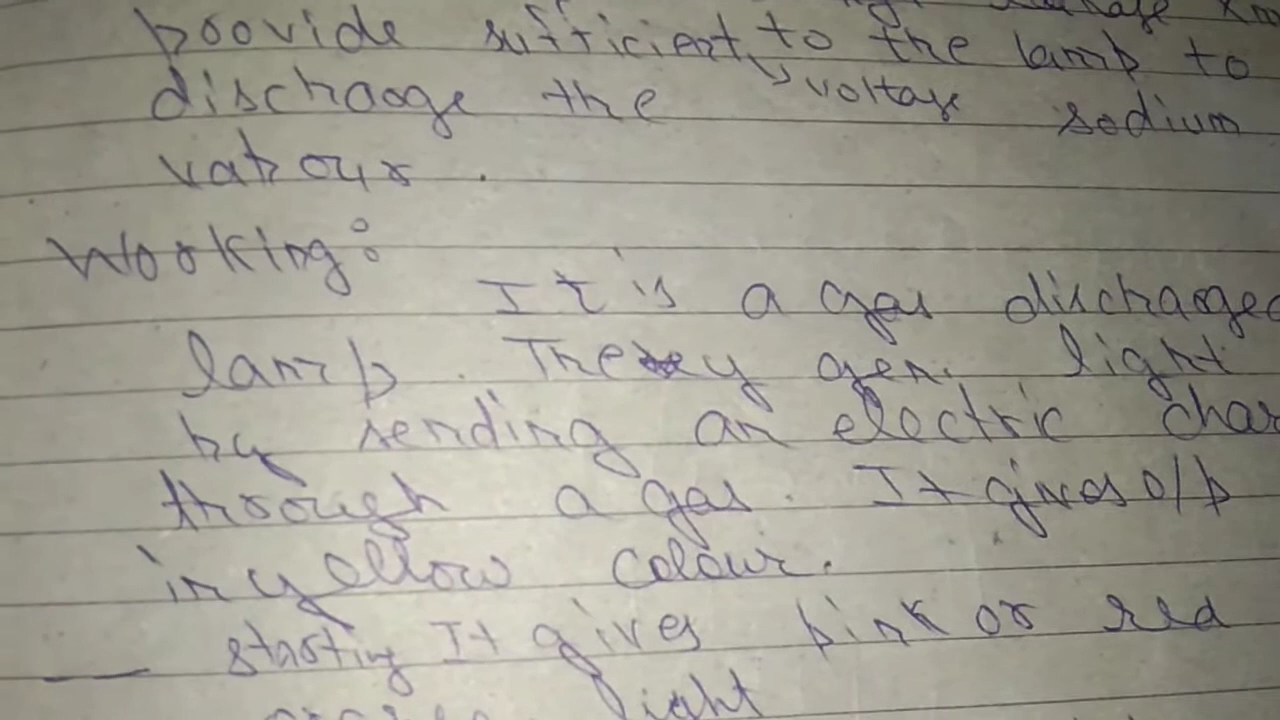 provide sufficient to the lamp to
voltage
discharge the sodium
vapour.
Working:
It is a gas discharge
lamp. They gen. light
by sending an electric char
through a gas. It gives o/p
in yellow colour.
— starting It gives pink or red
light